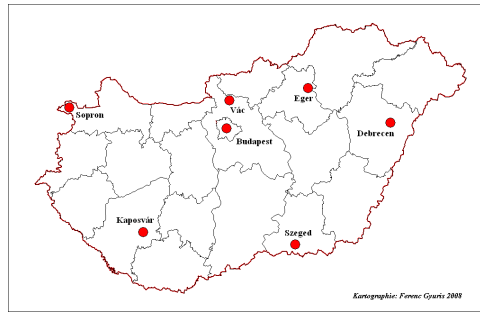 Eger
Vác
Sopron
Debrecen
Budapest
Kaposvár
Szeged
Kartographie: Ferenc Gyuris 2008